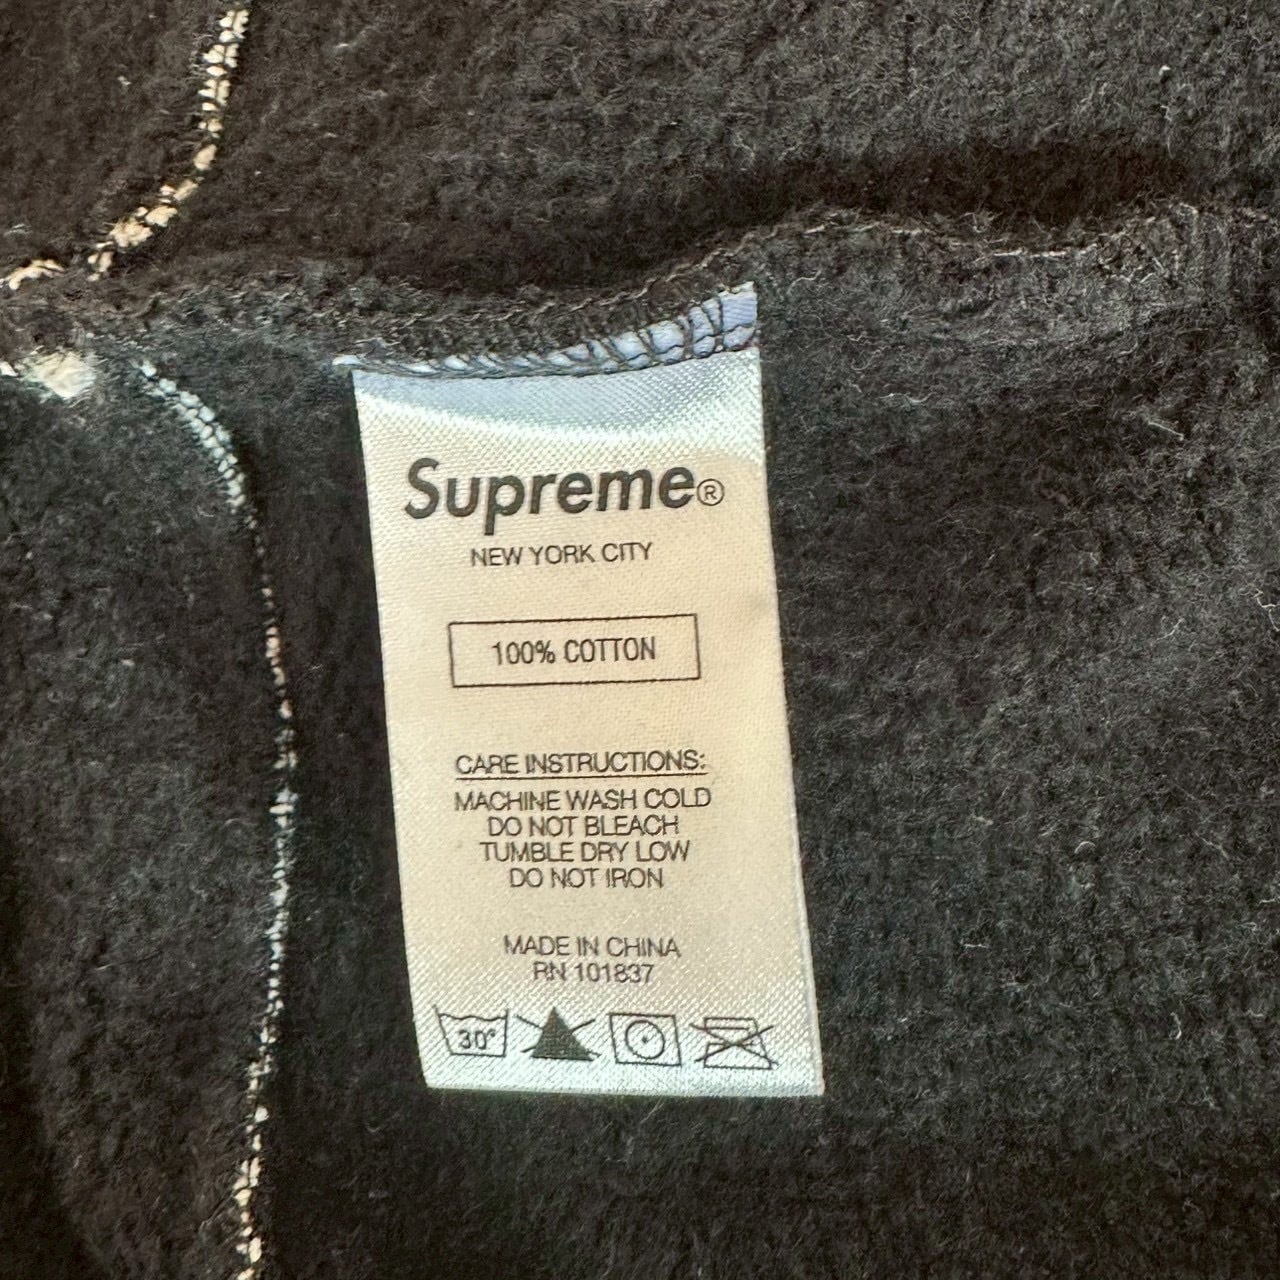 Supreme®
NEW YORK CITY
100% COTTON
CARE INSTRUCTIONS:
MACHINE WASH COLD
DO NOT BLEACH
TUMBLE DRY LOW
DO NOT IRON
MADE IN CHINA
RN 101837
30°